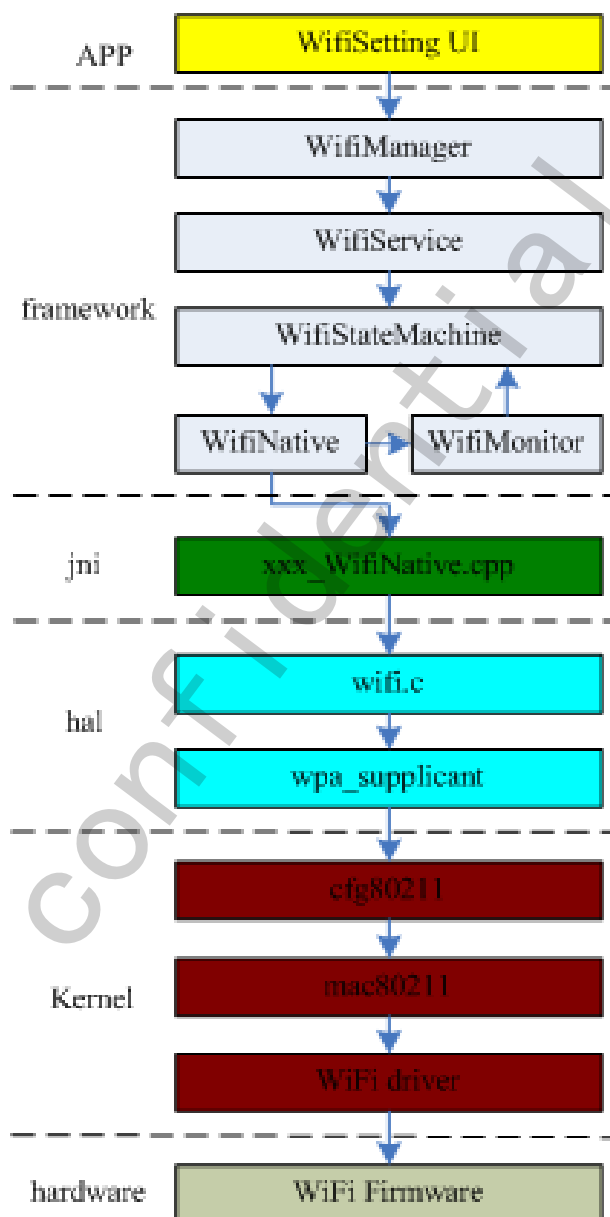 APP
WifiSetting UI
WifiManager
WifiService
framework
WifiStateMachine
WifiNative
WifiMonitor
jni
xxx_WifiNative.cpp
wifi.c
hal
wpa_supplicant
cfg80211
Kernel
mac80211
WiFi driver
hardware
WiFi Firmware
confidential